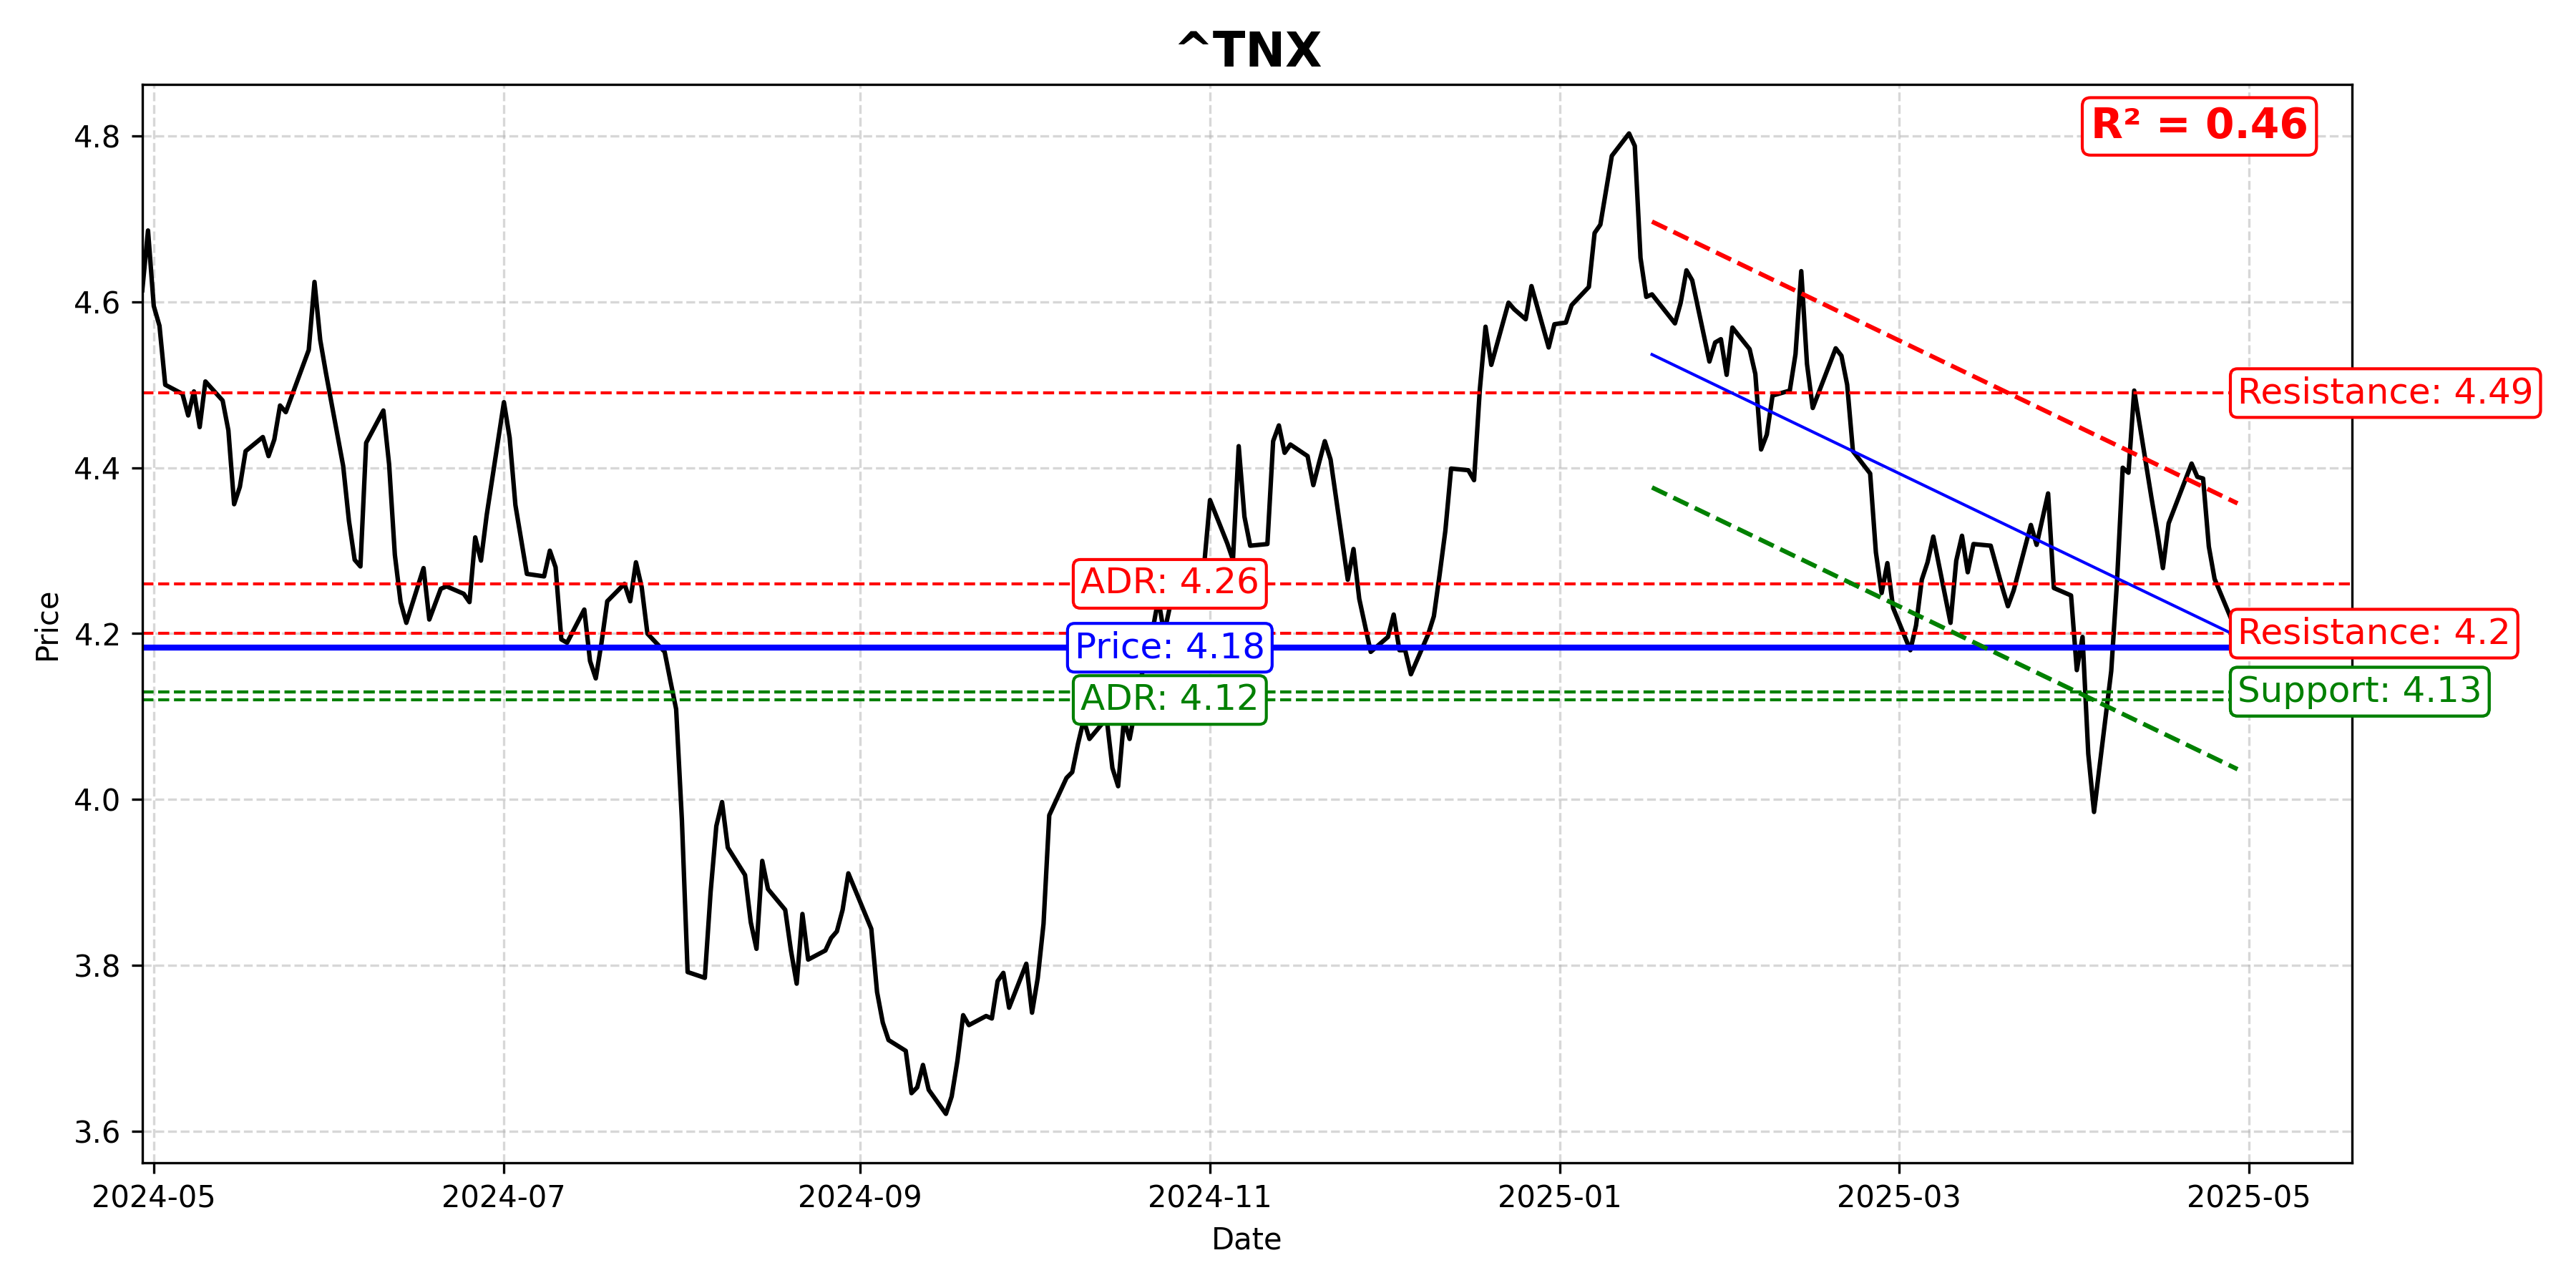 ^TNX
R² = 0.46
4.8
4.6
4.4
4.2
4.0
3.8
3.6
Price
Resistance: 4.49
ADR: 4.26
Resistance: 4.2
Price: 4.18
Support: 4.13
ADR: 4.12
2024-05
2024-07
2024-09
2024-11
2025-01
2025-03
2025-05
Date